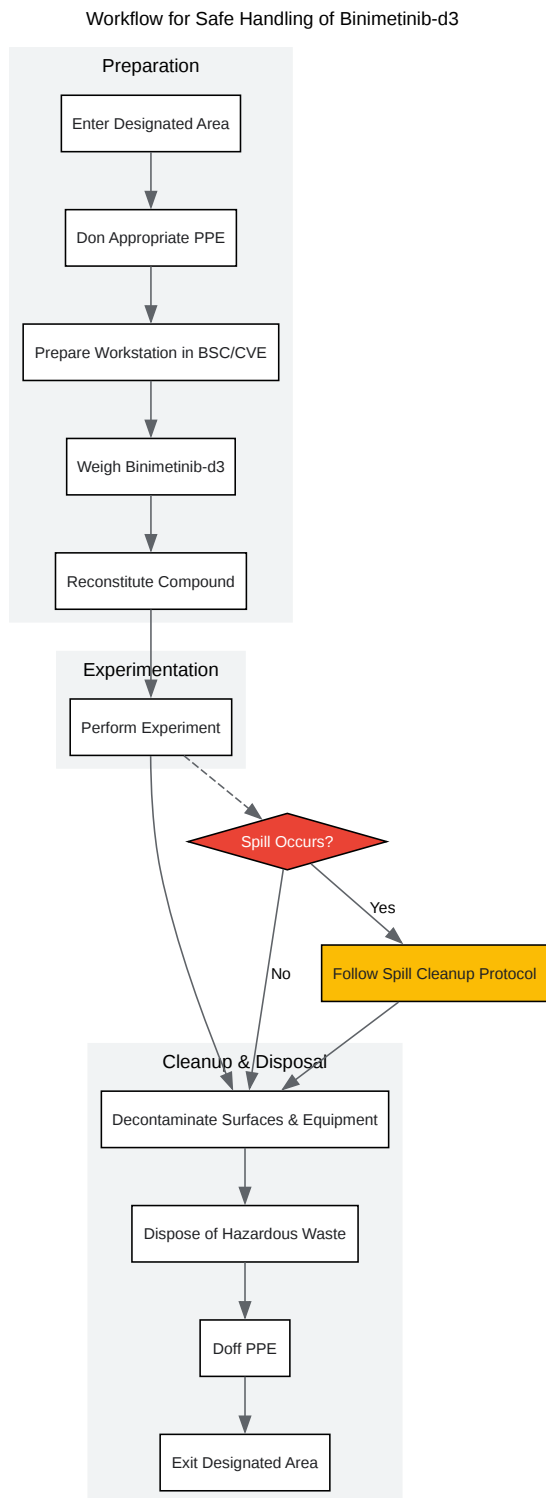 Workflow for Safe Handling of Binimetinib-d3
Preparation
Enter Designated Area
Don Appropriate PPE
Prepare Workstation in BSC/CVE
Weigh Binimetinib-d3
Reconstitute Compound
Experimentation
Perform Experiment
Spill Occurs?
Yes
Follow Spill Cleanup Protocol
No
Cleanup & Disposal
Decontaminate Surfaces & Equipment
Dispose of Hazardous Waste
Doff PPE
Exit Designated Area